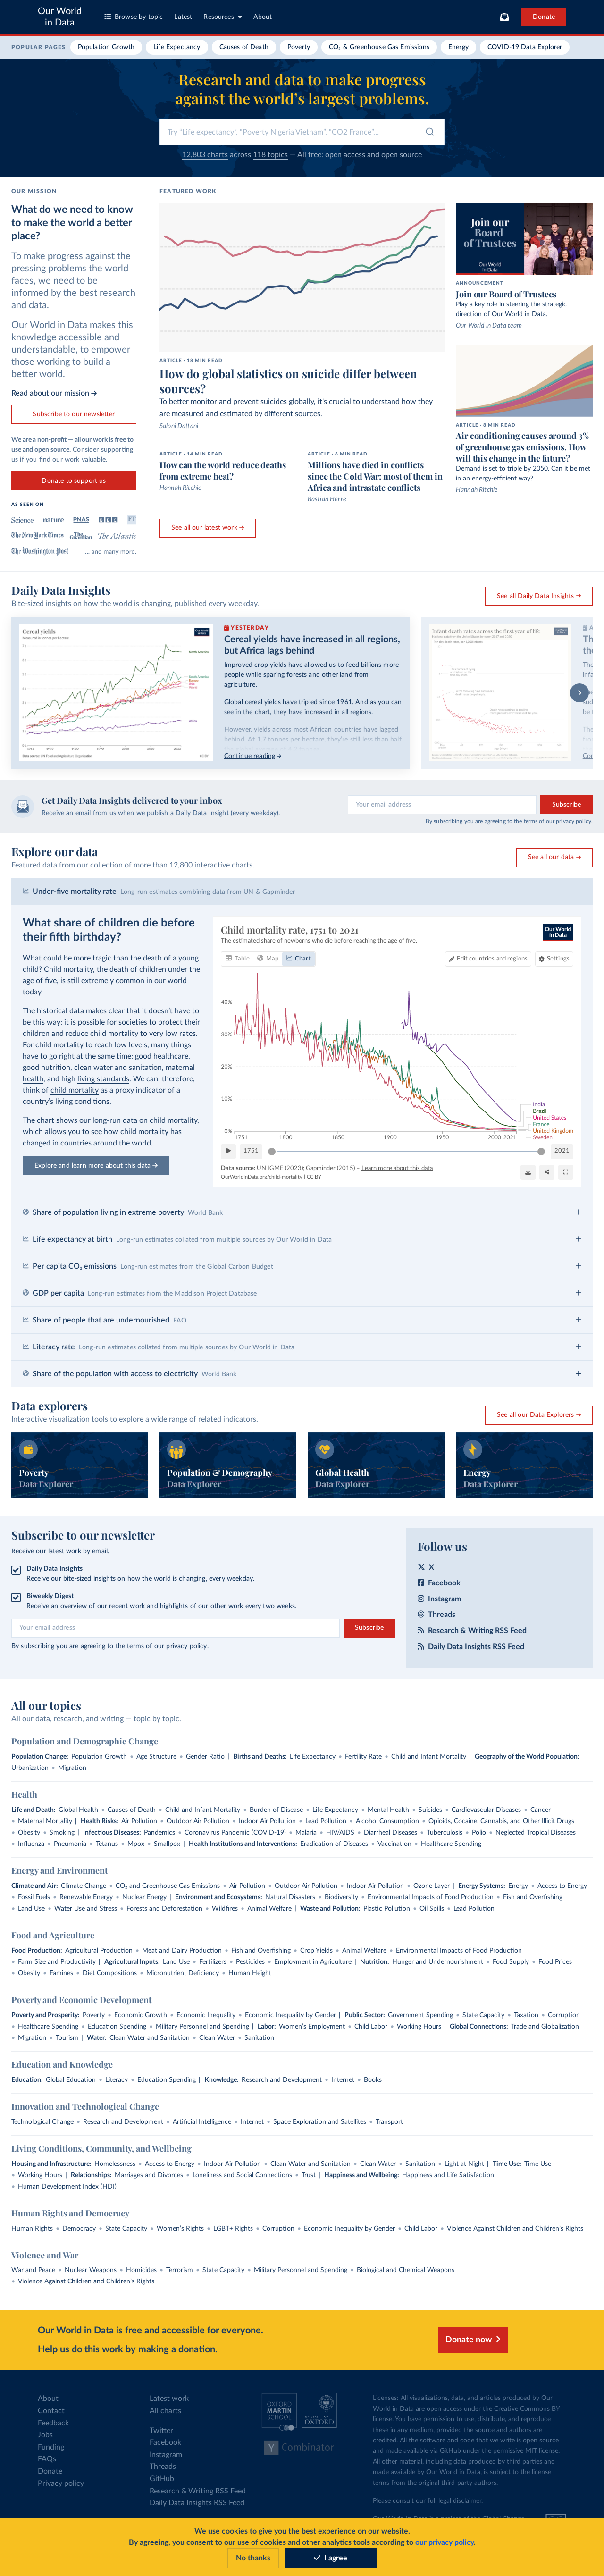 Our World
in Data
Browse by topic
Latest
Resources
About
Donate
POPULAR PAGES
Population Growth
Life Expectancy
Causes of Death
Poverty
CO₂ & Greenhouse Gas Emissions
Energy
COVID-19 Data Explorer
Research and data to make progress
against the world's largest problems.
Try "Life expectancy", "Poverty Nigeria Vietnam", "CO2 France"...
12,803 charts across 118 topics — All free: open access and open source
OUR MISSION
What do we need to know
to make the world a better
place?
To make progress against the
pressing problems the world
faces, we need to be
informed by the best research
and data.
Our World in Data makes this
knowledge accessible and
understandable, to empower
those working to build a
better world.
Read about our mission →
Subscribe to our newsletter
We are a non-profit — all our work is free to
use and open source. Consider supporting
us if you find our work valuable.
Donate to support us
AS SEEN ON
Science nature PNAS BBC FT
The New York Times The Guardian The Atlantic
The Washington Post ... and many more.
FEATURED WORK
ARTICLE • 18 MIN READ
How do global statistics on suicide differ between
sources?
To better monitor and prevent suicides globally, it's crucial to understand how they
are measured and estimated by different sources.
Saloni Dattani
ARTICLE • 14 MIN READ
How can the world reduce deaths
from extreme heat?
Hannah Ritchie
ARTICLE • 6 MIN READ
Millions have died in conflicts
since the Cold War; most of them in
Africa and intrastate conflicts
Bastian Herre
See all our latest work →
Join our
Board
of Trustees
Our World
in Data
ANNOUNCEMENT
Join our Board of Trustees
Play a key role in steering the strategic
direction of Our World in Data.
Our World in Data team
ARTICLE • 8 MIN READ
Air conditioning causes around 3%
of greenhouse gas emissions. How
will this change in the future?
Demand is set to triple by 2050. Can it be met
in an energy-efficient way?
Hannah Ritchie
Daily Data Insights
Bite-sized insights on how the world is changing, published every weekday.
See all Daily Data Insights →
Cereal yields
YESTERDAY
Cereal yields have increased in all regions,
but Africa lags behind
Improved crop yields have allowed us to feed billions more
people while sparing forests and other land from
agriculture.
Global cereal yields have tripled since 1961. And as you can
see in the chart, they have increased in all regions.
However, yields across most African countries have lagged
behind. At 1.7 tonnes per hectare, they're still less than half
Continue reading →
Infant death rates across the first year of life
Get Daily Data Insights delivered to your inbox
Receive an email from us when we publish a Daily Data Insight (every weekday).
Your email address
Subscribe
By subscribing you are agreeing to the terms of our privacy policy.
Explore our data
Featured data from our collection of more than 12,800 interactive charts.
See all our data →
Under-five mortality rate Long-run estimates combining data from UN & Gapminder
What share of children die before
their fifth birthday?
What could be more tragic than the death of a young
child? Child mortality, the death of children under the
age of five, is still extremely common in our world
today.
The historical data makes clear that it doesn't have to
be this way: it is possible for societies to protect their
children and reduce child mortality to very low rates.
For child mortality to reach low levels, many things
have to go right at the same time: good healthcare,
good nutrition, clean water and sanitation, maternal
health, and high living standards. We can, therefore,
think of child mortality as a proxy indicator of a
country's living conditions.
The chart shows our long-run data on child mortality,
which allows you to see how child mortality has
changed in countries around the world.
Explore and learn more about this data →
Child mortality rate, 1751 to 2021
The estimated share of newborns who die before reaching the age of five.
Our World
in Data
Table
Map
Chart
Edit countries and regions
Settings
40%
30%
20%
10%
0%
1751 1800 1850 1900 1950 2000 2021
India
Brazil
United States
France
United Kingdom
Sweden
1751
2021
Data source: UN IGME (2023); Gapminder (2015) – Learn more about this data
OurWorldInData.org/child-mortality | CC BY
Share of population living in extreme poverty World Bank
Life expectancy at birth Long-run estimates collated from multiple sources by Our World in Data
Per capita CO₂ emissions Long-run estimates from the Global Carbon Budget
GDP per capita Long-run estimates from the Maddison Project Database
Share of people that are undernourished FAO
Literacy rate Long-run estimates collated from multiple sources by Our World in Data
Share of the population with access to electricity World Bank
Data explorers
Interactive visualization tools to explore a wide range of related indicators.
See all our Data Explorers →
Poverty
Data Explorer
Population & Demography
Data Explorer
Global Health
Data Explorer
Energy
Data Explorer
Subscribe to our newsletter
Receive our latest work by email.
Daily Data Insights
Receive our bite-sized insights on how the world is changing, every weekday.
Biweekly Digest
Receive an overview of our recent work and highlights of our other work every two weeks.
Your email address
Subscribe
By subscribing you are agreeing to the terms of our privacy policy.
Follow us
X
Facebook
Instagram
Threads
Research & Writing RSS Feed
Daily Data Insights RSS Feed
All our topics
All our data, research, and writing — topic by topic.
Population and Demographic Change
Population Change: Population Growth • Age Structure • Gender Ratio | Births and Deaths: Life Expectancy • Fertility Rate • Child and Infant Mortality | Geography of the World Population:
Urbanization • Migration
Health
Life and Death: Global Health • Causes of Death • Child and Infant Mortality • Burden of Disease • Life Expectancy • Mental Health • Suicides • Cardiovascular Diseases • Cancer
• Maternal Mortality | Health Risks: Air Pollution • Outdoor Air Pollution • Indoor Air Pollution • Lead Pollution • Alcohol Consumption • Opioids, Cocaine, Cannabis, and Other Illicit Drugs
• Obesity • Smoking | Infectious Diseases: Pandemics • Coronavirus Pandemic (COVID-19) • Malaria • HIV/AIDS • Diarrheal Diseases • Tuberculosis • Polio • Neglected Tropical Diseases
• Influenza • Pneumonia • Tetanus • Mpox • Smallpox | Health Institutions and Interventions: Eradication of Diseases • Vaccination • Healthcare Spending
Energy and Environment
Climate and Air: Climate Change • CO₂ and Greenhouse Gas Emissions • Air Pollution • Outdoor Air Pollution • Indoor Air Pollution • Ozone Layer | Energy Systems: Energy • Access to Energy
• Fossil Fuels • Renewable Energy • Nuclear Energy | Environment and Ecosystems: Natural Disasters • Biodiversity • Environmental Impacts of Food Production • Fish and Overfishing
• Land Use • Water Use and Stress • Forests and Deforestation • Wildfires • Animal Welfare | Waste and Pollution: Plastic Pollution • Oil Spills • Lead Pollution
Food and Agriculture
Food Production: Agricultural Production • Meat and Dairy Production • Fish and Overfishing • Crop Yields • Animal Welfare • Environmental Impacts of Food Production
• Farm Size and Productivity | Agricultural Inputs: Land Use • Fertilizers • Pesticides • Employment in Agriculture | Nutrition: Hunger and Undernourishment • Food Supply • Food Prices
• Obesity • Famines • Diet Compositions • Micronutrient Deficiency • Human Height
Poverty and Economic Development
Poverty and Prosperity: Poverty • Economic Growth • Economic Inequality • Economic Inequality by Gender | Public Sector: Government Spending • State Capacity • Taxation • Corruption
• Healthcare Spending • Education Spending • Military Personnel and Spending | Labor: Women's Employment • Child Labor • Working Hours | Global Connections: Trade and Globalization
• Migration • Tourism | Water: Clean Water and Sanitation • Clean Water • Sanitation
Education and Knowledge
Education: Global Education • Literacy • Education Spending | Knowledge: Research and Development • Internet • Books
Innovation and Technological Change
Technological Change • Research and Development • Artificial Intelligence • Internet • Space Exploration and Satellites • Transport
Living Conditions, Community, and Wellbeing
Housing and Infrastructure: Homelessness • Access to Energy • Indoor Air Pollution • Clean Water and Sanitation • Clean Water • Sanitation • Light at Night | Time Use: Time Use
• Working Hours | Relationships: Marriages and Divorces • Loneliness and Social Connections • Trust | Happiness and Wellbeing: Happiness and Life Satisfaction
• Human Development Index (HDI)
Human Rights and Democracy
Human Rights • Democracy • State Capacity • Women's Rights • LGBT+ Rights • Corruption • Economic Inequality by Gender • Child Labor • Violence Against Children and Children's Rights
Violence and War
War and Peace • Nuclear Weapons • Homicides • Terrorism • State Capacity • Military Personnel and Spending • Biological and Chemical Weapons
• Violence Against Children and Children's Rights
Our World in Data is free and accessible for everyone.
Help us do this work by making a donation.
Donate now
About
Contact
Feedback
Jobs
Funding
FAQs
Donate
Privacy policy
Latest work
All charts
Twitter
Facebook
Instagram
Threads
GitHub
Research & Writing RSS Feed
Daily Data Insights RSS Feed
OXFORD
MARTIN
SCHOOL
UNIVERSITY OF
OXFORD
Y Combinator
Licenses: All visualizations, data, and articles produced by Our
World in Data are open access under the Creative Commons BY
license. You have permission to use, distribute, and reproduce
these in any medium, provided the source and authors are
credited. All the software and code that we write is open source
and made available via GitHub under the permissive MIT license.
All other material, including data produced by third parties and
made available by Our World in Data, is subject to the license
terms from the original third-party authors.
Please consult our full legal disclaimer.
We use cookies to give you the best experience on our website.
By agreeing, you consent to our use of cookies and other analytics tools according to our privacy policy.
No thanks
I agree